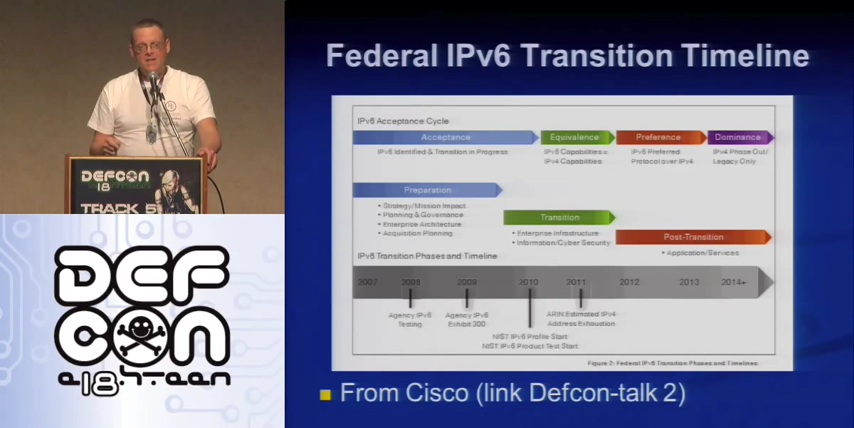 Federal IPv6 Transition Timeline
IPv6 Acceptance Cycle
Acceptance
Equivalence
Preference
Dominance
IPv6 Identified & Transition in Progress
IPv6 Capabilities =
IPv4 Capabilities
IPv6 Preferred
Protocol over IPv4
IPv4 Phase Out/
Legacy Only
Preparation
• Strategy/Mission Impact
• Planning & Governance
• Enterprise Architecture
• Acquisition Planning
Transition
• Enterprise Infrastructure
• Information/Cyber Security
Post-Transition
• Application/Services
IPv6 Transition Phases and Timeline
2007 2008 2009 2010 2011 2012 2013 2014+
Agency IPv6
Testing
Agency IPv6
Exhibit 300
ARIN Estimated IPv4
Address Exhaustion
NIST IPv6 Profile Start
NIST IPv6 Product Test Start
Figure 2: Federal IPv6 Transition Phases and Timelines
From Cisco (link Defcon-talk 2)
DEFCON
18
TRACK 5
DEF
CON
e18hteen